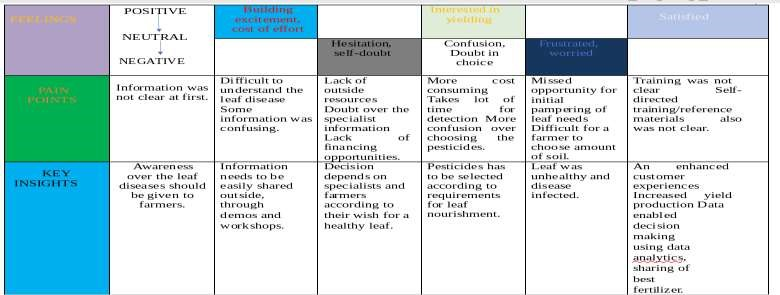 FEELINGS
POSITIVE
NEUTRAL
NEGATIVE
Building
excitement,
cost of effort
Hesitation,
self-doubt
Interested in
yielding
Confusion,
Doubt in
choice
Frustrated,
worried
Satisfied
PAIN
POINTS
Information was
not clear at first.
Difficult to
understand the
leaf disease
Some
information was
confusing.
Lack of
outside
resources
Doubt over the
specialist
information
Lack of
financing
opportunities.
More cost
consuming
Takes lot of
time for
detection More
confusion over
choosing the
pesticides.
Missed
opportunity for
initial
pampering of
leaf needs
Difficult for a
farmer to
choose amount
of soil.
Training was not
clear Self-
directed
training/reference
materials also
was not clear.
KEY
INSIGHTS
Awareness
over the leaf
diseases should
be given to
farmers.
Information
needs to be
easily shared
outside,
through
demos and
workshops.
Decision
depends on
specialists and
farmers
according to
their wish for a
healthy leaf.
Pesticides has
to be selected
according to
requirements
for leaf
nourishment.
Leaf was
unhealthy and
disease
infected.
An enhanced
customer
experiences
Increased yield
production Data
enabled
decision
making
using data
analytics,
sharing of
best
fertilizer.